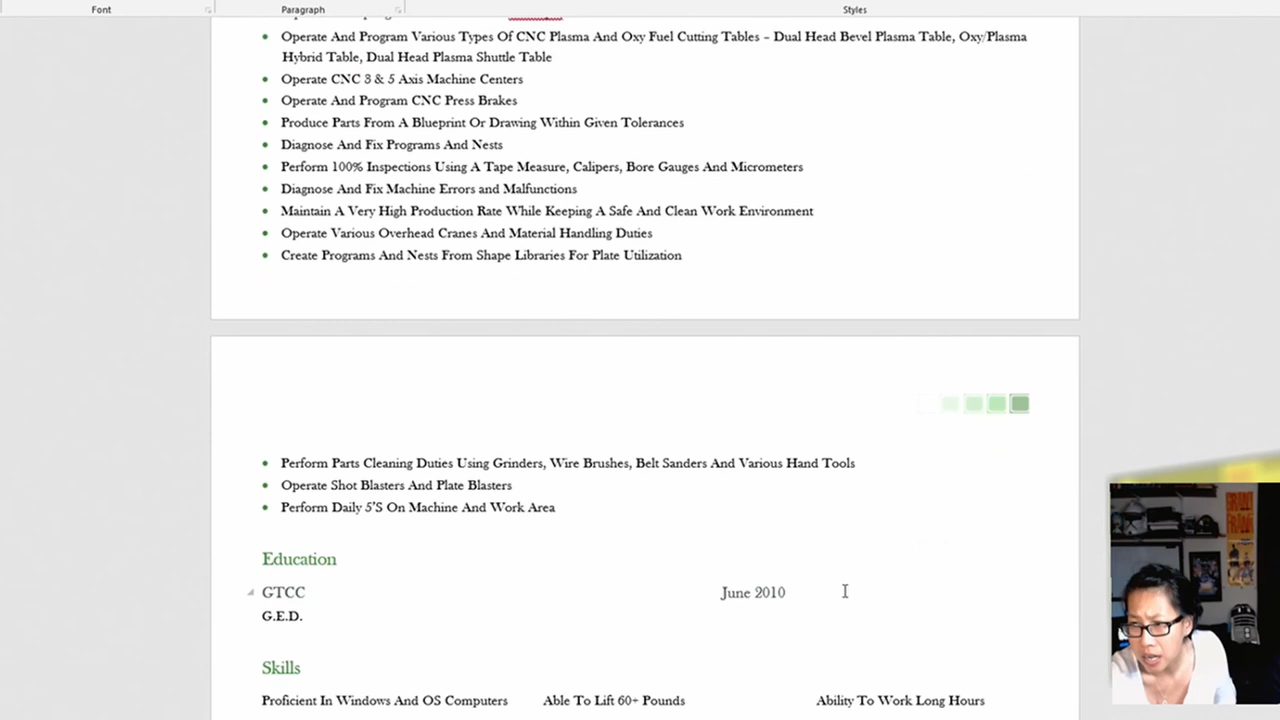 Font
Paragraph
Styles
Operate And Program Various Types Of CNC Plasma And Oxy Fuel Cutting Tables – Dual Head Bevel Plasma Table, Oxy/Plasma
Hybrid Table, Dual Head Plasma Shuttle Table
Operate CNC 3 & 5 Axis Machine Centers
Operate And Program CNC Press Brakes
Produce Parts From A Blueprint Or Drawing Within Given Tolerances
Diagnose And Fix Programs And Nests
Perform 100% Inspections Using A Tape Measure, Calipers, Bore Gauges And Micrometers
Diagnose And Fix Machine Errors and Malfunctions
Maintain A Very High Production Rate While Keeping A Safe And Clean Work Environment
Operate Various Overhead Cranes And Material Handling Duties
Create Programs And Nests From Shape Libraries For Plate Utilization
Perform Parts Cleaning Duties Using Grinders, Wire Brushes, Belt Sanders And Various Hand Tools
Operate Shot Blasters And Plate Blasters
Perform Daily 5'S On Machine And Work Area
Education
GTCC June 2010
G.E.D.
Skills
Proficient In Windows And OS Computers Able To Lift 60+ Pounds Ability To Work Long Hours